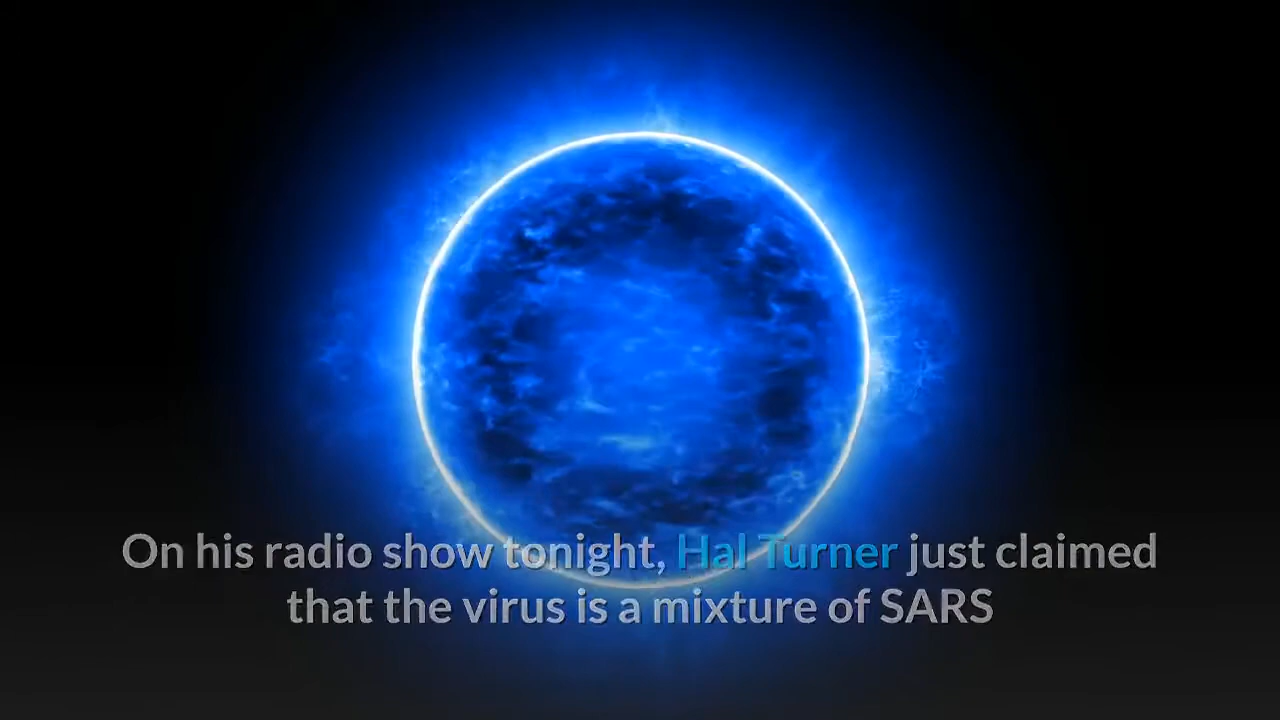 On his radio show tonight, Hal Turner just claimed
that the virus is a mixture of SARS